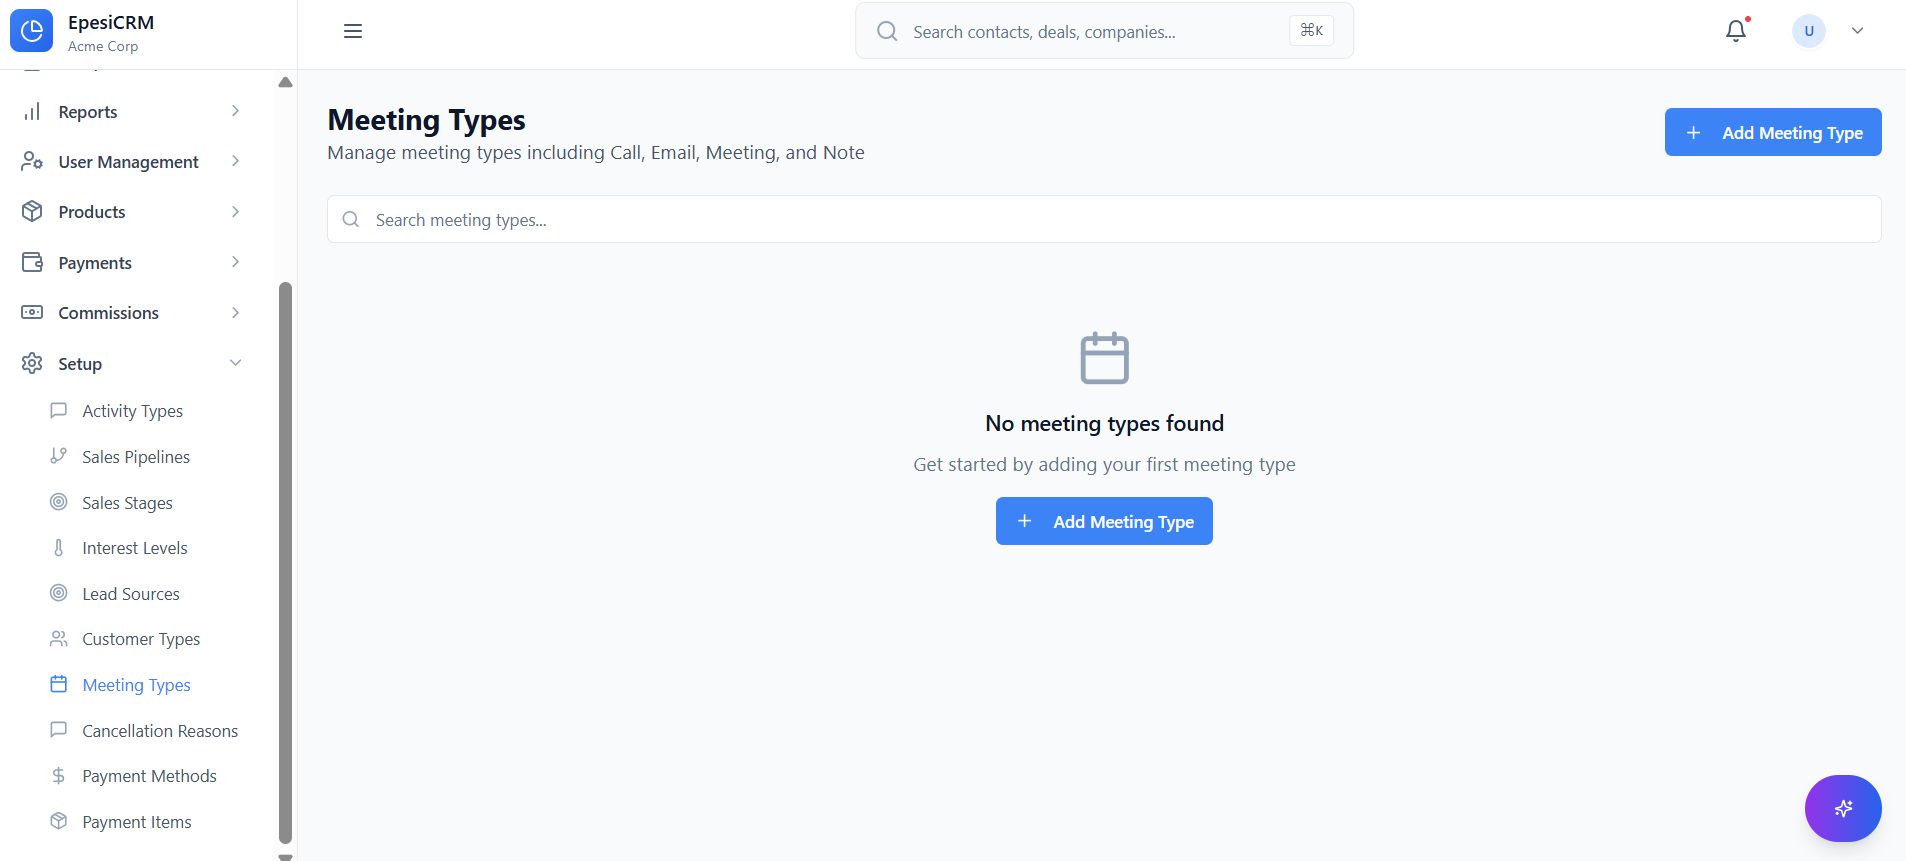 EpesiCRM
Acme Corp
Search contacts, deals, companies...
⌘K
U
Reports
User Management
Products
Payments
Commissions
Setup
Activity Types
Sales Pipelines
Sales Stages
Interest Levels
Lead Sources
Customer Types
Meeting Types
Cancellation Reasons
Payment Methods
Payment Items
Meeting Types
Manage meeting types including Call, Email, Meeting, and Note
+ Add Meeting Type
Search meeting types...
No meeting types found
Get started by adding your first meeting type
+ Add Meeting Type